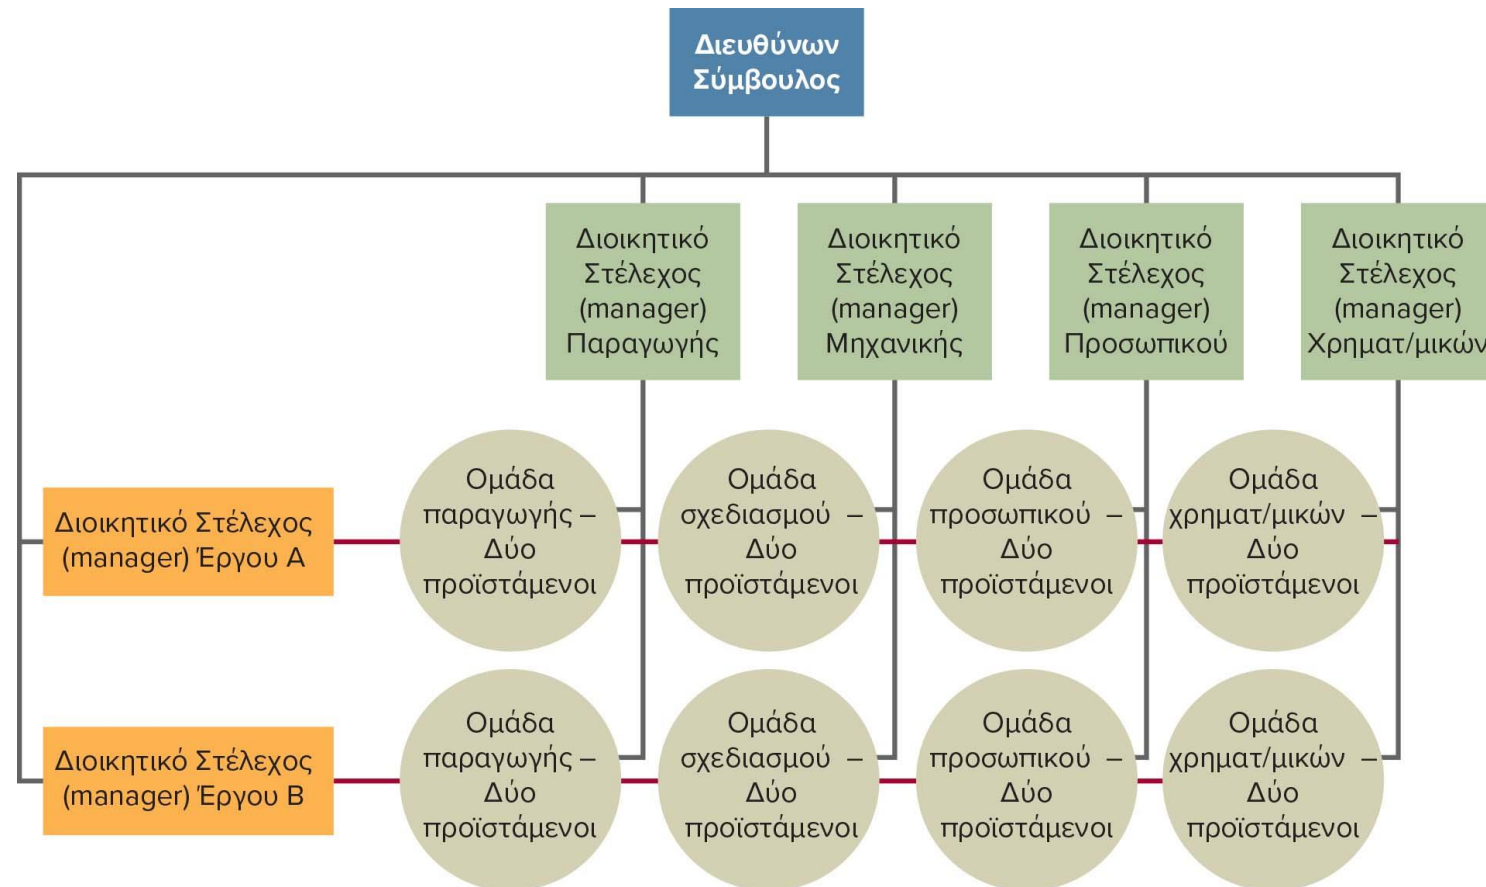 Διευθύνων
Σύμβουλος
Διοικητικό
Στέλεχος
(manager)
Παραγωγής
Διοικητικό
Στέλεχος
(manager)
Μηχανικής
Διοικητικό
Στέλεχος
(manager)
Προσωπικού
Διοικητικό
Στέλεχος
(manager)
Χρηματ/μικών
Διοικητικό Στέλεχος
(manager) Έργου Α
Ομάδα
παραγωγής –
Δύο
προϊστάμενοι
Ομάδα
σχεδιασμού –
Δύο
προϊστάμενοι
Ομάδα
προσωπικού –
Δύο
προϊστάμενοι
Ομάδα
χρηματ/μικών –
Δύο
προϊστάμενοι
Διοικητικό Στέλεχος
(manager) Έργου Β
Ομάδα
παραγωγής –
Δύο
προϊστάμενοι
Ομάδα
σχεδιασμού –
Δύο
προϊστάμενοι
Ομάδα
προσωπικού –
Δύο
προϊστάμενοι
Ομάδα
χρηματ/μικών –
Δύο
προϊστάμενοι